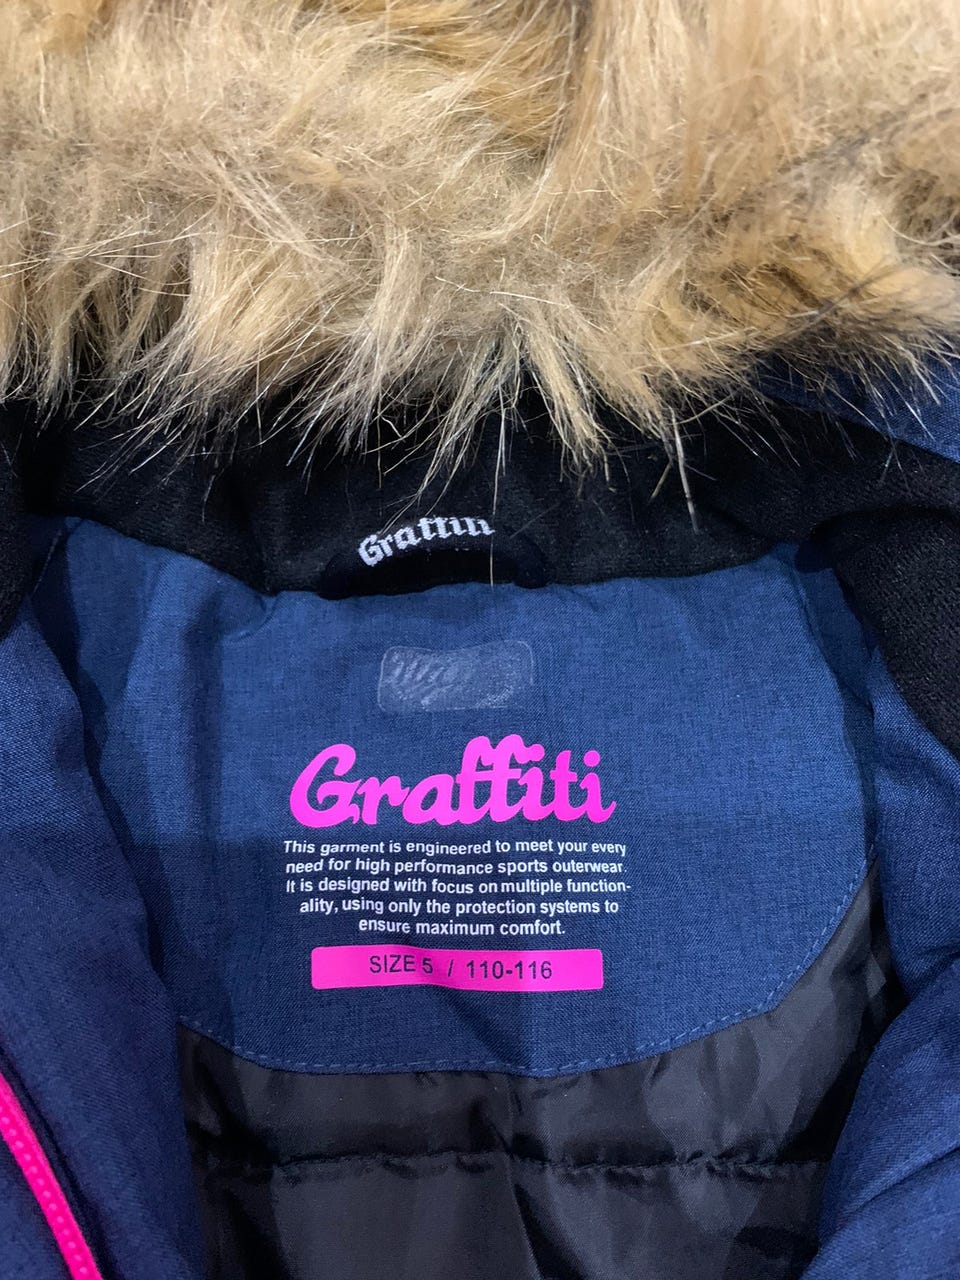 Graffiti
Graffiti
This garment is engineered to meet your every
need for high performance sports outerwear.
It is designed with focus on multiple function-
ality, using only the protection systems to
ensure maximum comfort.
SIZE 5 / 110-116